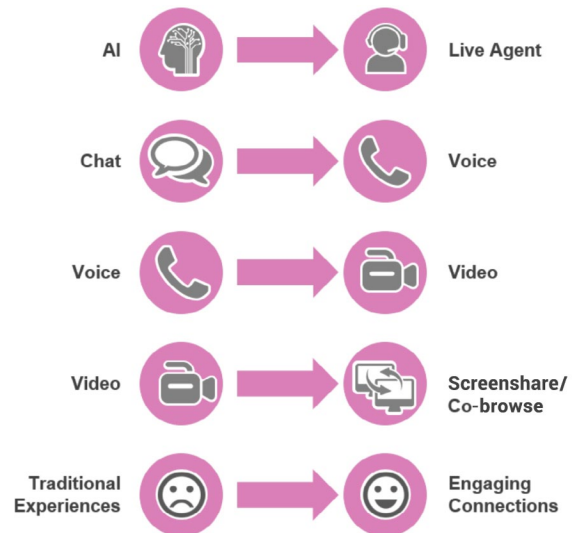 AI
Live Agent
Chat
Voice
Voice
Video
Video
Screenshare/
Co-browse
Traditional
Experiences
Engaging
Connections